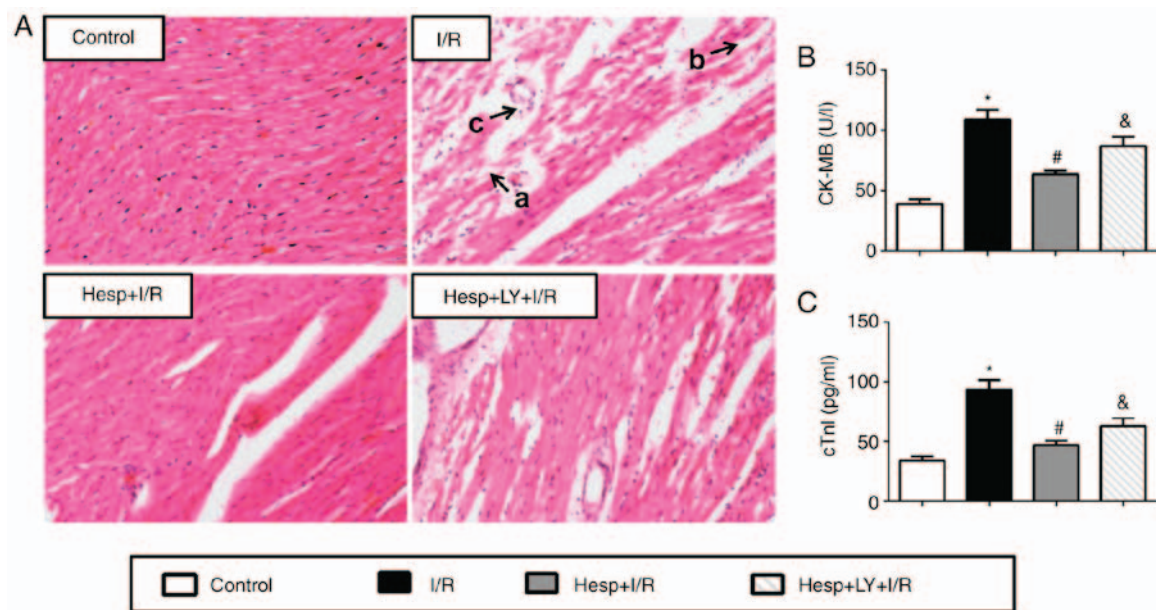 A
Control
I/R
b
c
a
Hesp+I/R
Hesp+LY+I/R
B
150
100
50
0
CK-MB (U/l)
*
#
&
C
150
100
50
0
cTnI (pg/ml)
*
#
&
Control I/R Hesp+I/R Hesp+LY+I/R